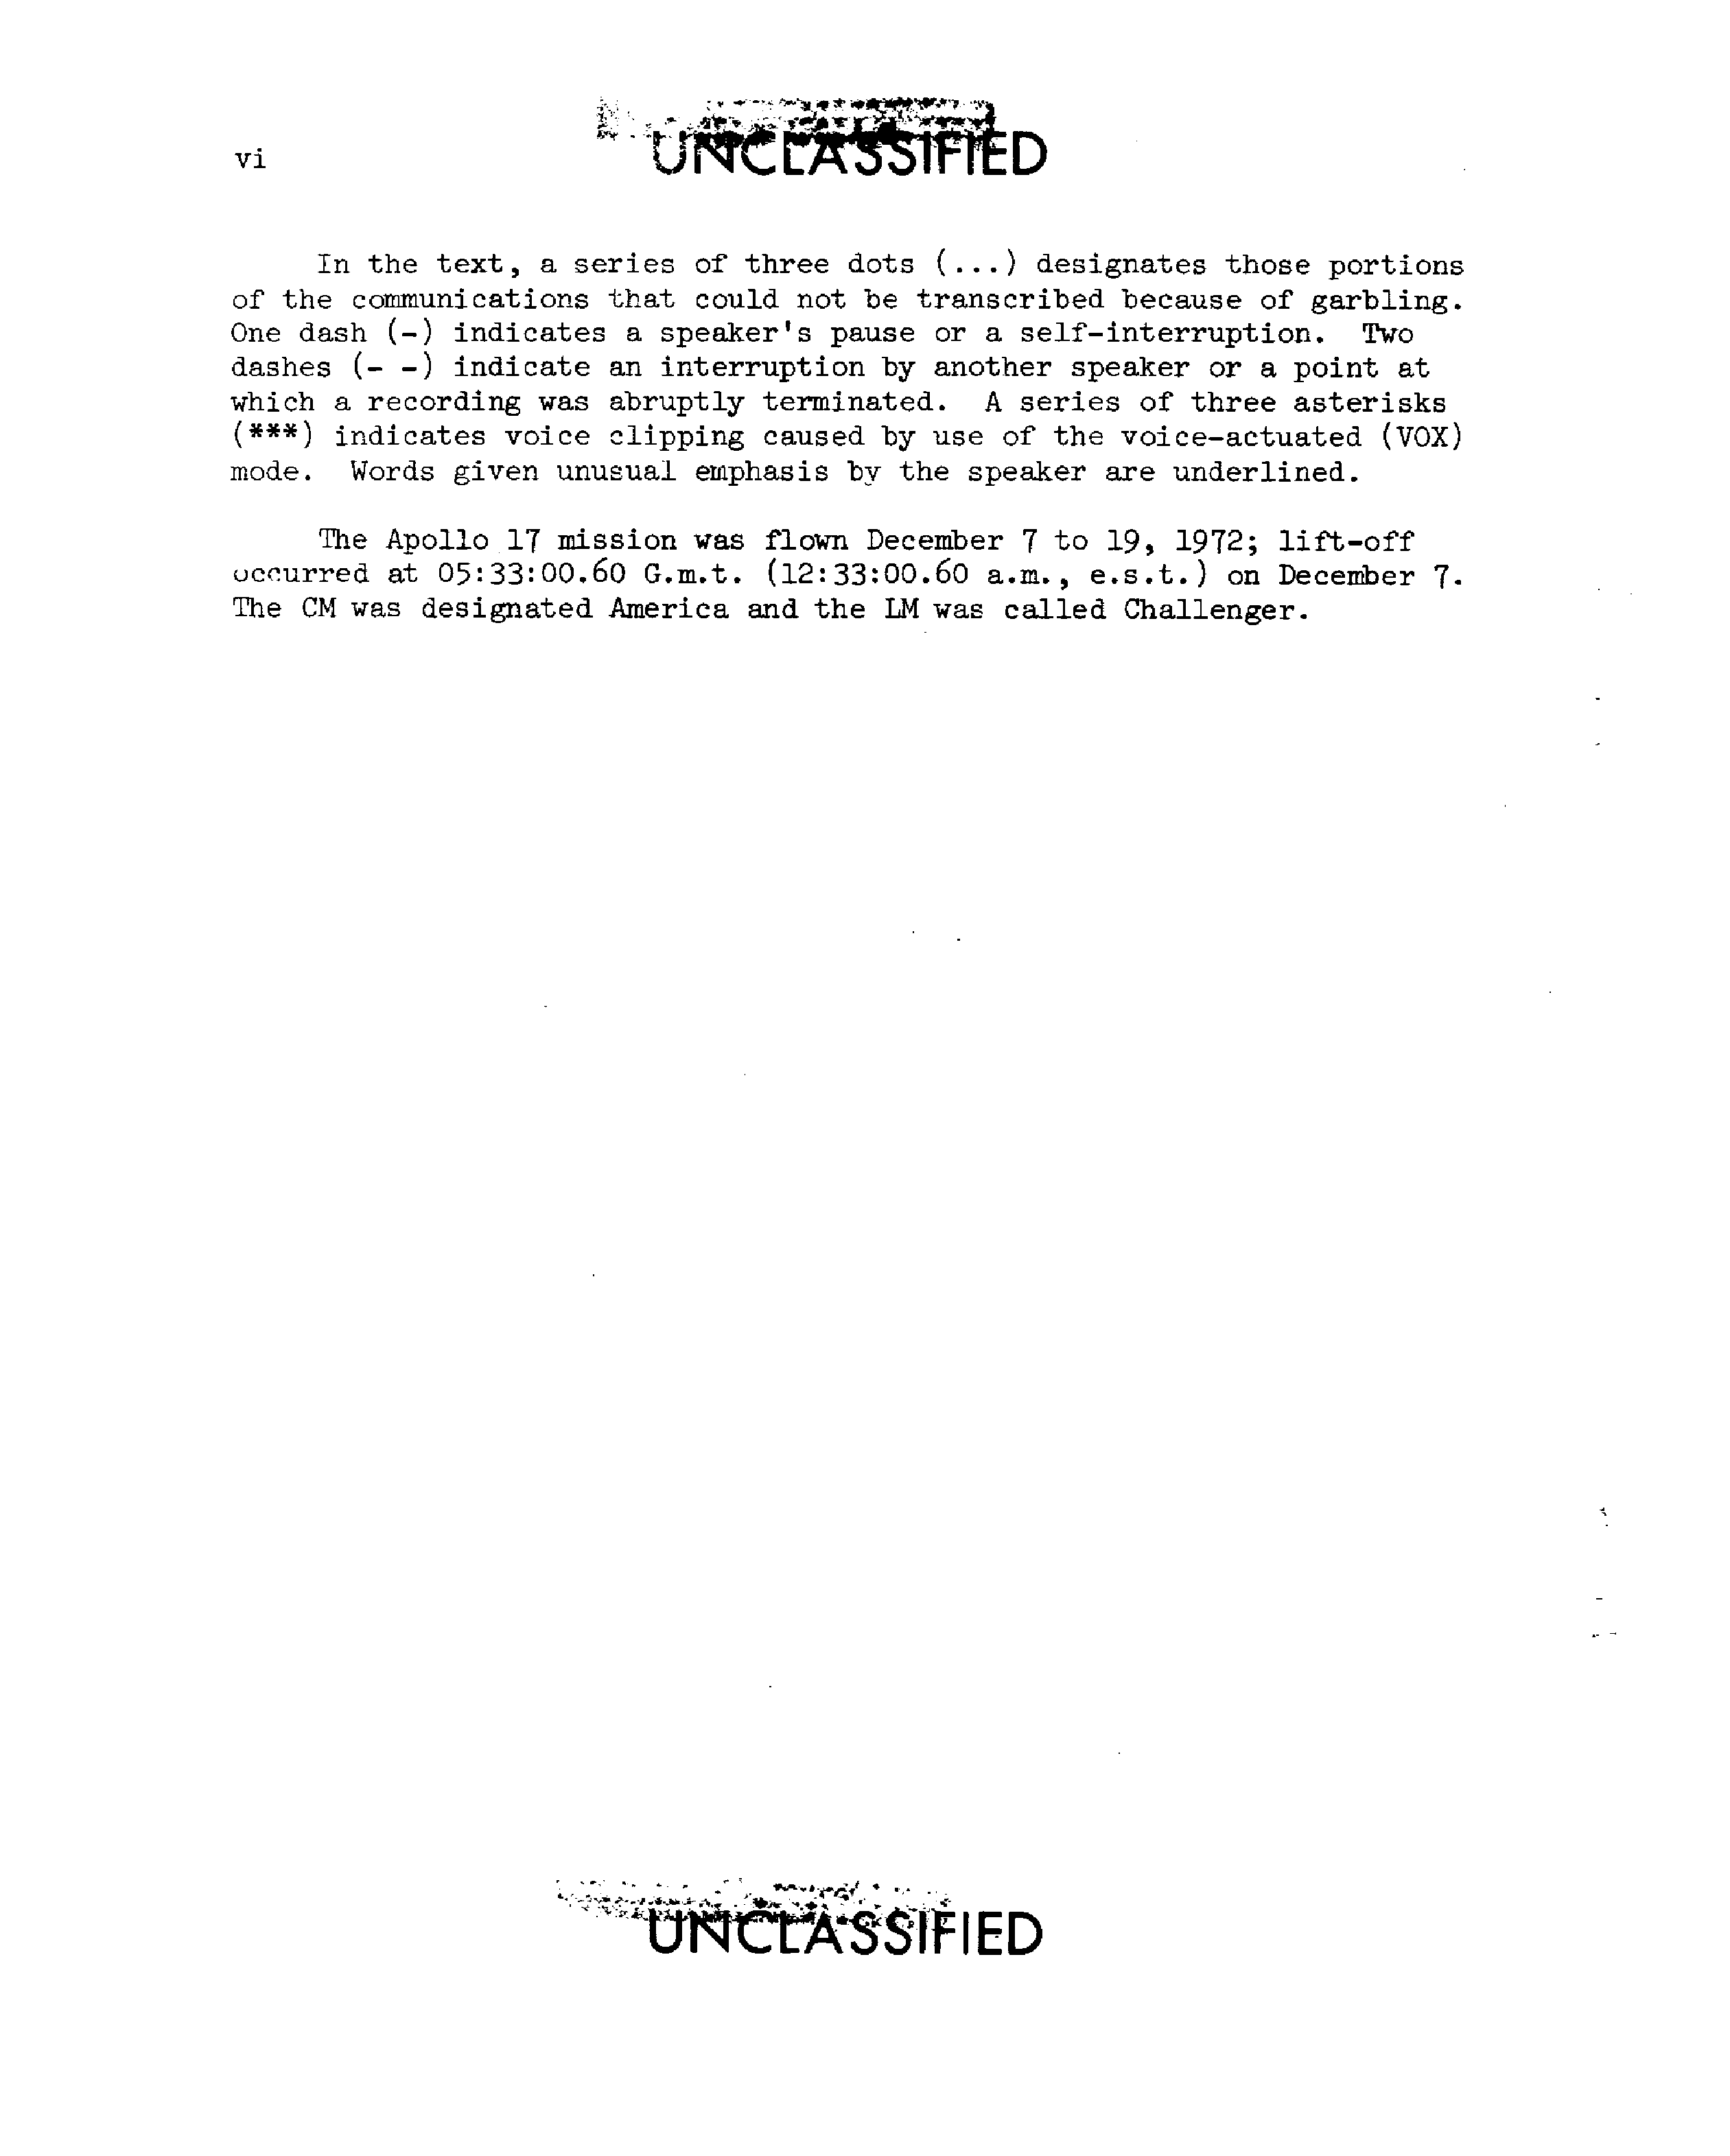 vi
UNCLASSIFIED
In the text, a series of three dots (...) designates those portions
of the communications that could not be transcribed because of garbling.
One dash (-) indicates a speaker's pause or a self-interruption. Two
dashes (- -) indicate an interruption by another speaker or a point at
which a recording was abruptly terminated. A series of three asterisks
(***) indicates voice clipping caused by use of the voice-actuated (VOX)
mode. Words given unusual emphasis by the speaker are underlined.
The Apollo 17 mission was flown December 7 to 19, 1972; lift-off
occurred at 05:33:00.60 G.m.t. (12:33:00.60 a.m., e.s.t.) on December 7.
The CM was designated America and the LM was called Challenger.
UNCLASSIFIED